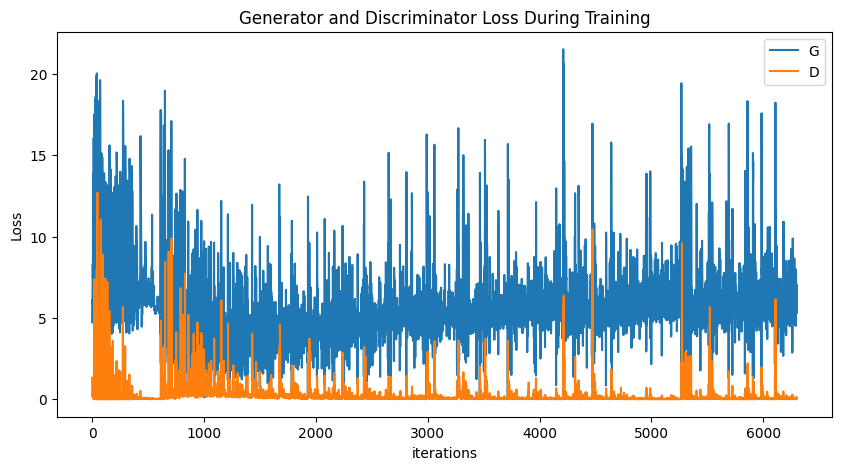 Generator and Discriminator Loss During Training
G
D
20
15
10
5
0
Loss
0 1000 2000 3000 4000 5000 6000
iterations